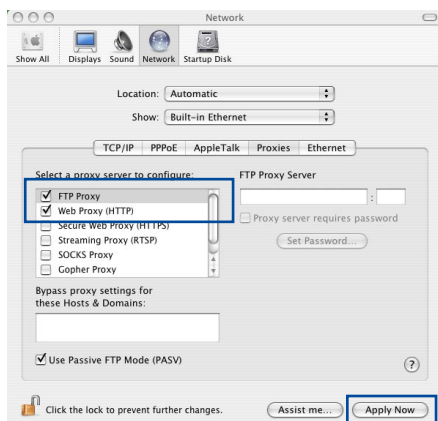 Network
Show All Displays Sound Network Startup Disk
Location: Automatic
Show: Built-in Ethernet
TCP/IP PPPoE AppleTalk Proxies Ethernet
Select a proxy server to configure: FTP Proxy Server
FTP Proxy
:
Web Proxy (HTTP)
Proxy server requires password
Secure Web Proxy (HTTPS)
Streaming Proxy (RTSP) Set Password...
SOCKS Proxy
Gopher Proxy
Bypass proxy settings for
these Hosts & Domains:
Use Passive FTP Mode (PASV) ?
Click the lock to prevent further changes. Assist me... Apply Now